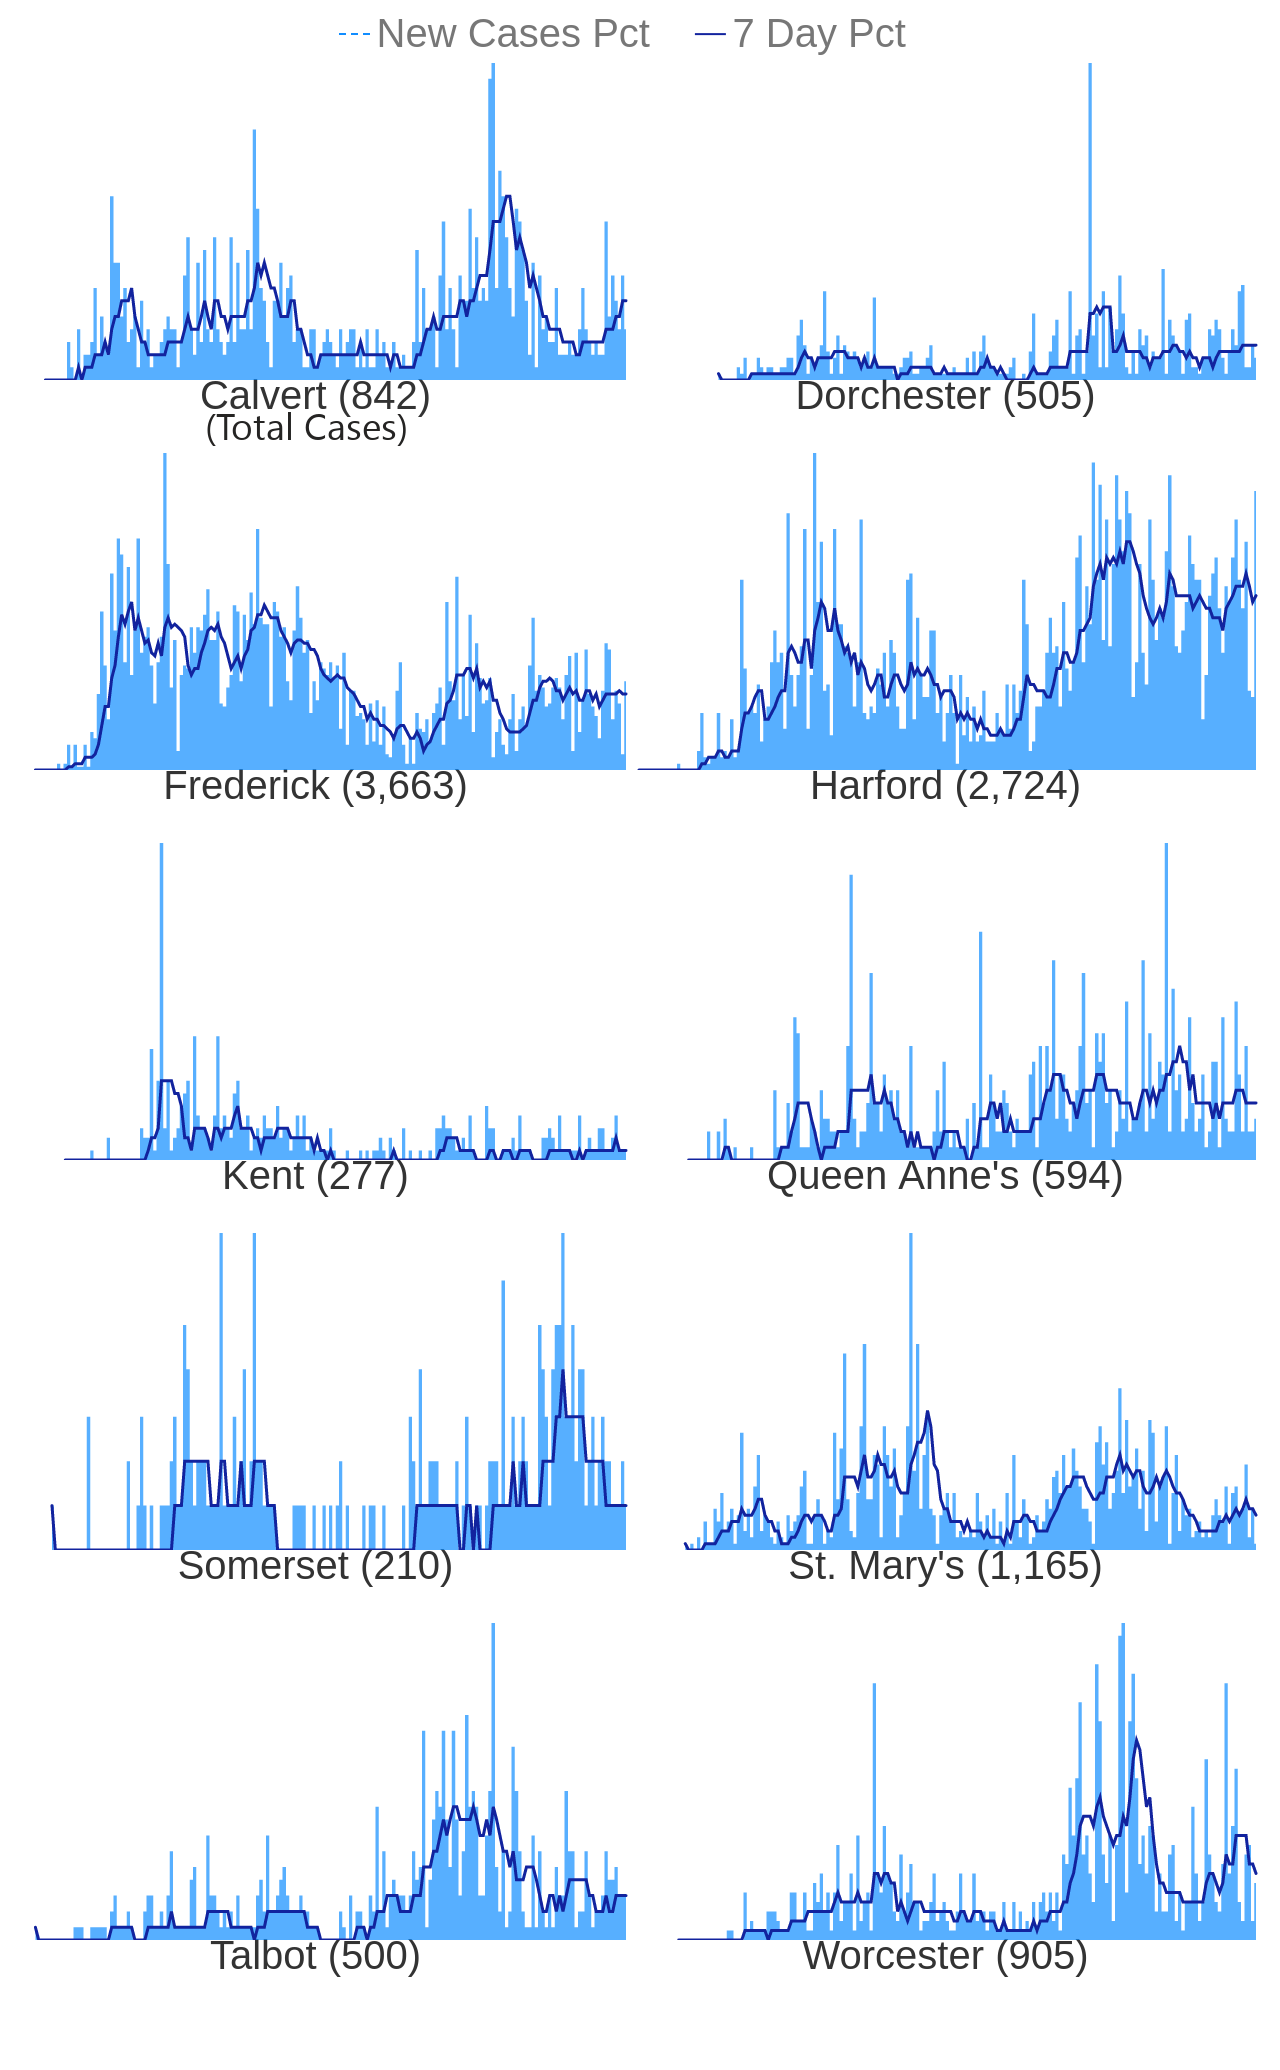 New Cases Pct 7 Day Pct
Calvert (842) Dorchester (505)
(Total Cases)
Frederick (3,663) Harford (2,724)
Kent (277) Queen Anne's (594)
Somerset (210) St. Mary's (1,165)
Talbot (500) Worcester (905)